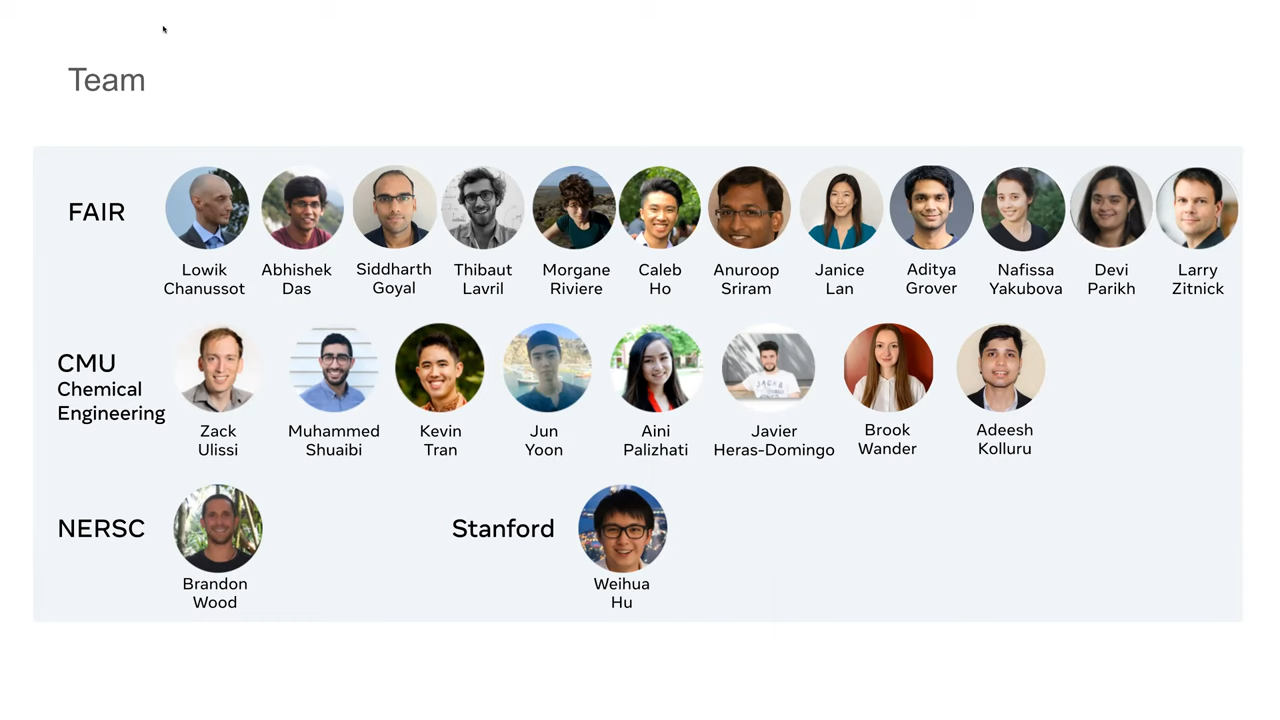 Team
FAIR
Lowik
Chanussot
Abhishek
Das
Siddharth
Goyal
Thibaut
Lavril
Morgane
Riviere
Caleb
Ho
Anuroop
Sriram
Janice
Lan
Aditya
Grover
Nafissa
Yakubova
Devi
Parikh
Larry
Zitnick
CMU
Chemical
Engineering
Zack
Ulissi
Muhammed
Shuaibi
Kevin
Tran
Jun
Yoon
Aini
Palizhati
Javier
Heras-Domingo
Brook
Wander
Adeesh
Kolluru
NERSC
Brandon
Wood
Stanford
Weihua
Hu